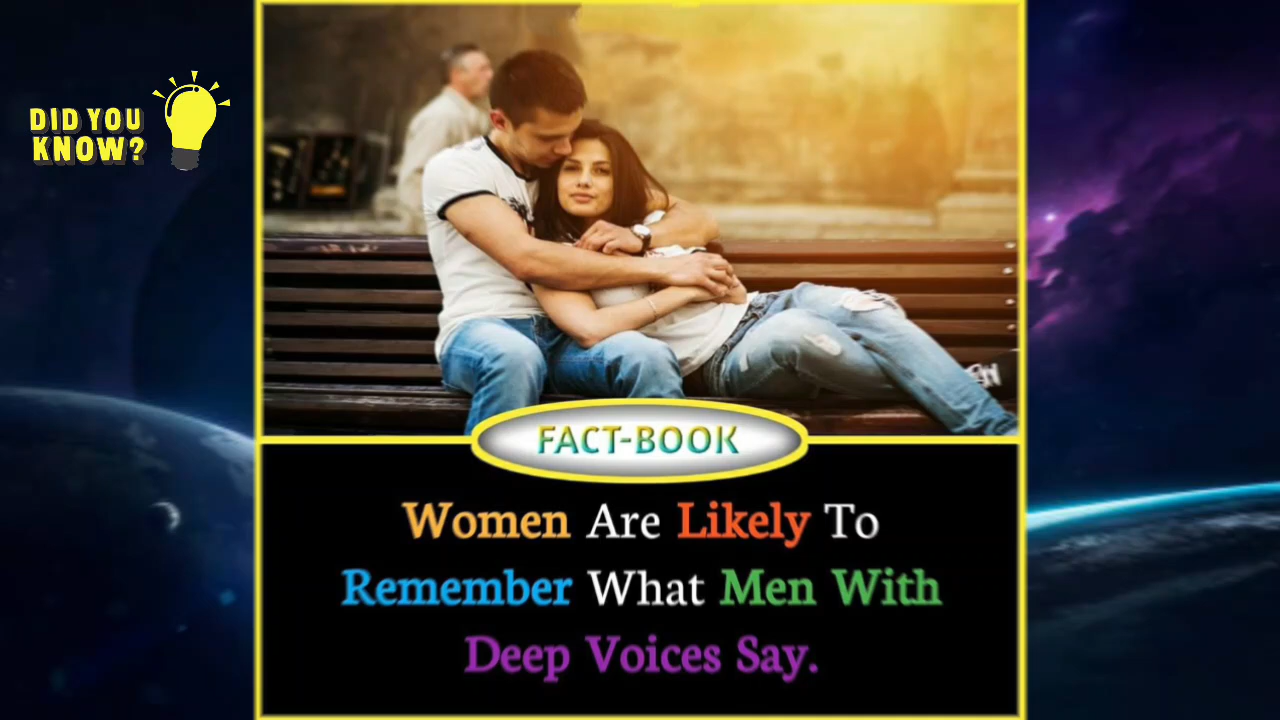 DID YOU
KNOW?
FACT-BOOK
Women Are Likely To
Remember What Men With
Deep Voices Say.